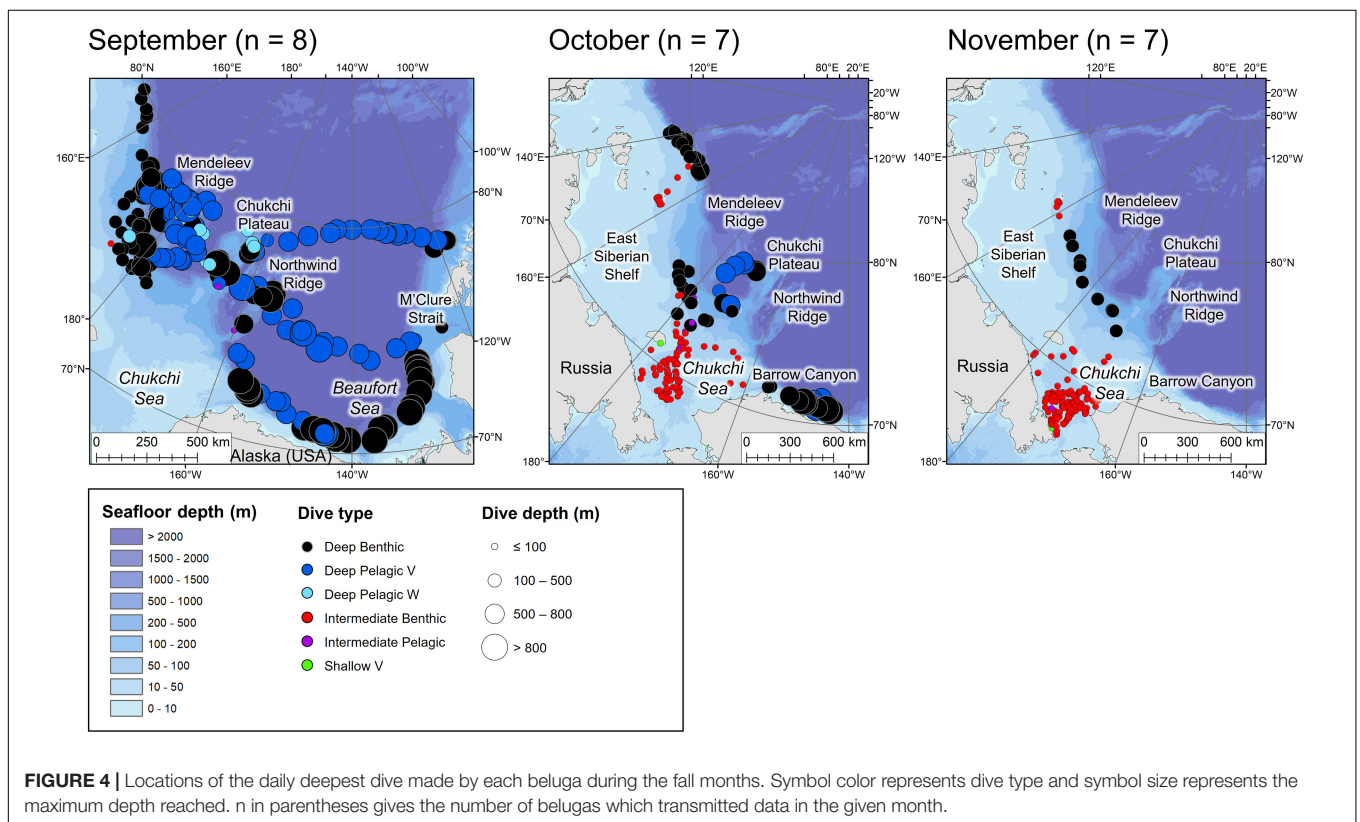 September (n = 8)
80°N 160°E 180° 140°W 100°W
160°E
180°
70°N
100°W
80°N
120°W
70°N
160°W 140°W
Mendeleev
Ridge
Chukchi
Plateau
Northwind
Ridge
M'Clure
Strait
Chukchi
Sea
Beaufort
Sea
0 250 500 km
Alaska (USA)
October (n = 7)
120°E 80°E 20°E
20°W
80°W
120°W
140°E
70°N
160°E
180°
80°N
70°N
160°W 140°W
Mendeleev
Ridge
East
Siberian
Shelf
Chukchi
Plateau
Northwind
Ridge
Russia
Chukchi
Sea
Barrow Canyon
0 300 600 km
November (n = 7)
120°E 80°E 20°E
20°W
80°W
120°W
140°E
70°N
160°E
180°
80°N
70°N
160°W 140°W
Mendeleev
Ridge
East
Siberian
Shelf
Chukchi
Plateau
Northwind
Ridge
Russia
Chukchi
Sea
Barrow Canyon
0 300 600 km
Seafloor depth (m)
> 2000
1500 - 2000
1000 - 1500
500 - 1000
200 - 500
100 - 200
50 - 100
10 - 50
0 - 10
Dive type
Deep Benthic
Deep Pelagic V
Deep Pelagic W
Intermediate Benthic
Intermediate Pelagic
Shallow V
Dive depth (m)
≤ 100
100 – 500
500 – 800
> 800
FIGURE 4 | Locations of the daily deepest dive made by each beluga during the fall months. Symbol color represents dive type and symbol size represents the
maximum depth reached. n in parentheses gives the number of belugas which transmitted data in the given month.